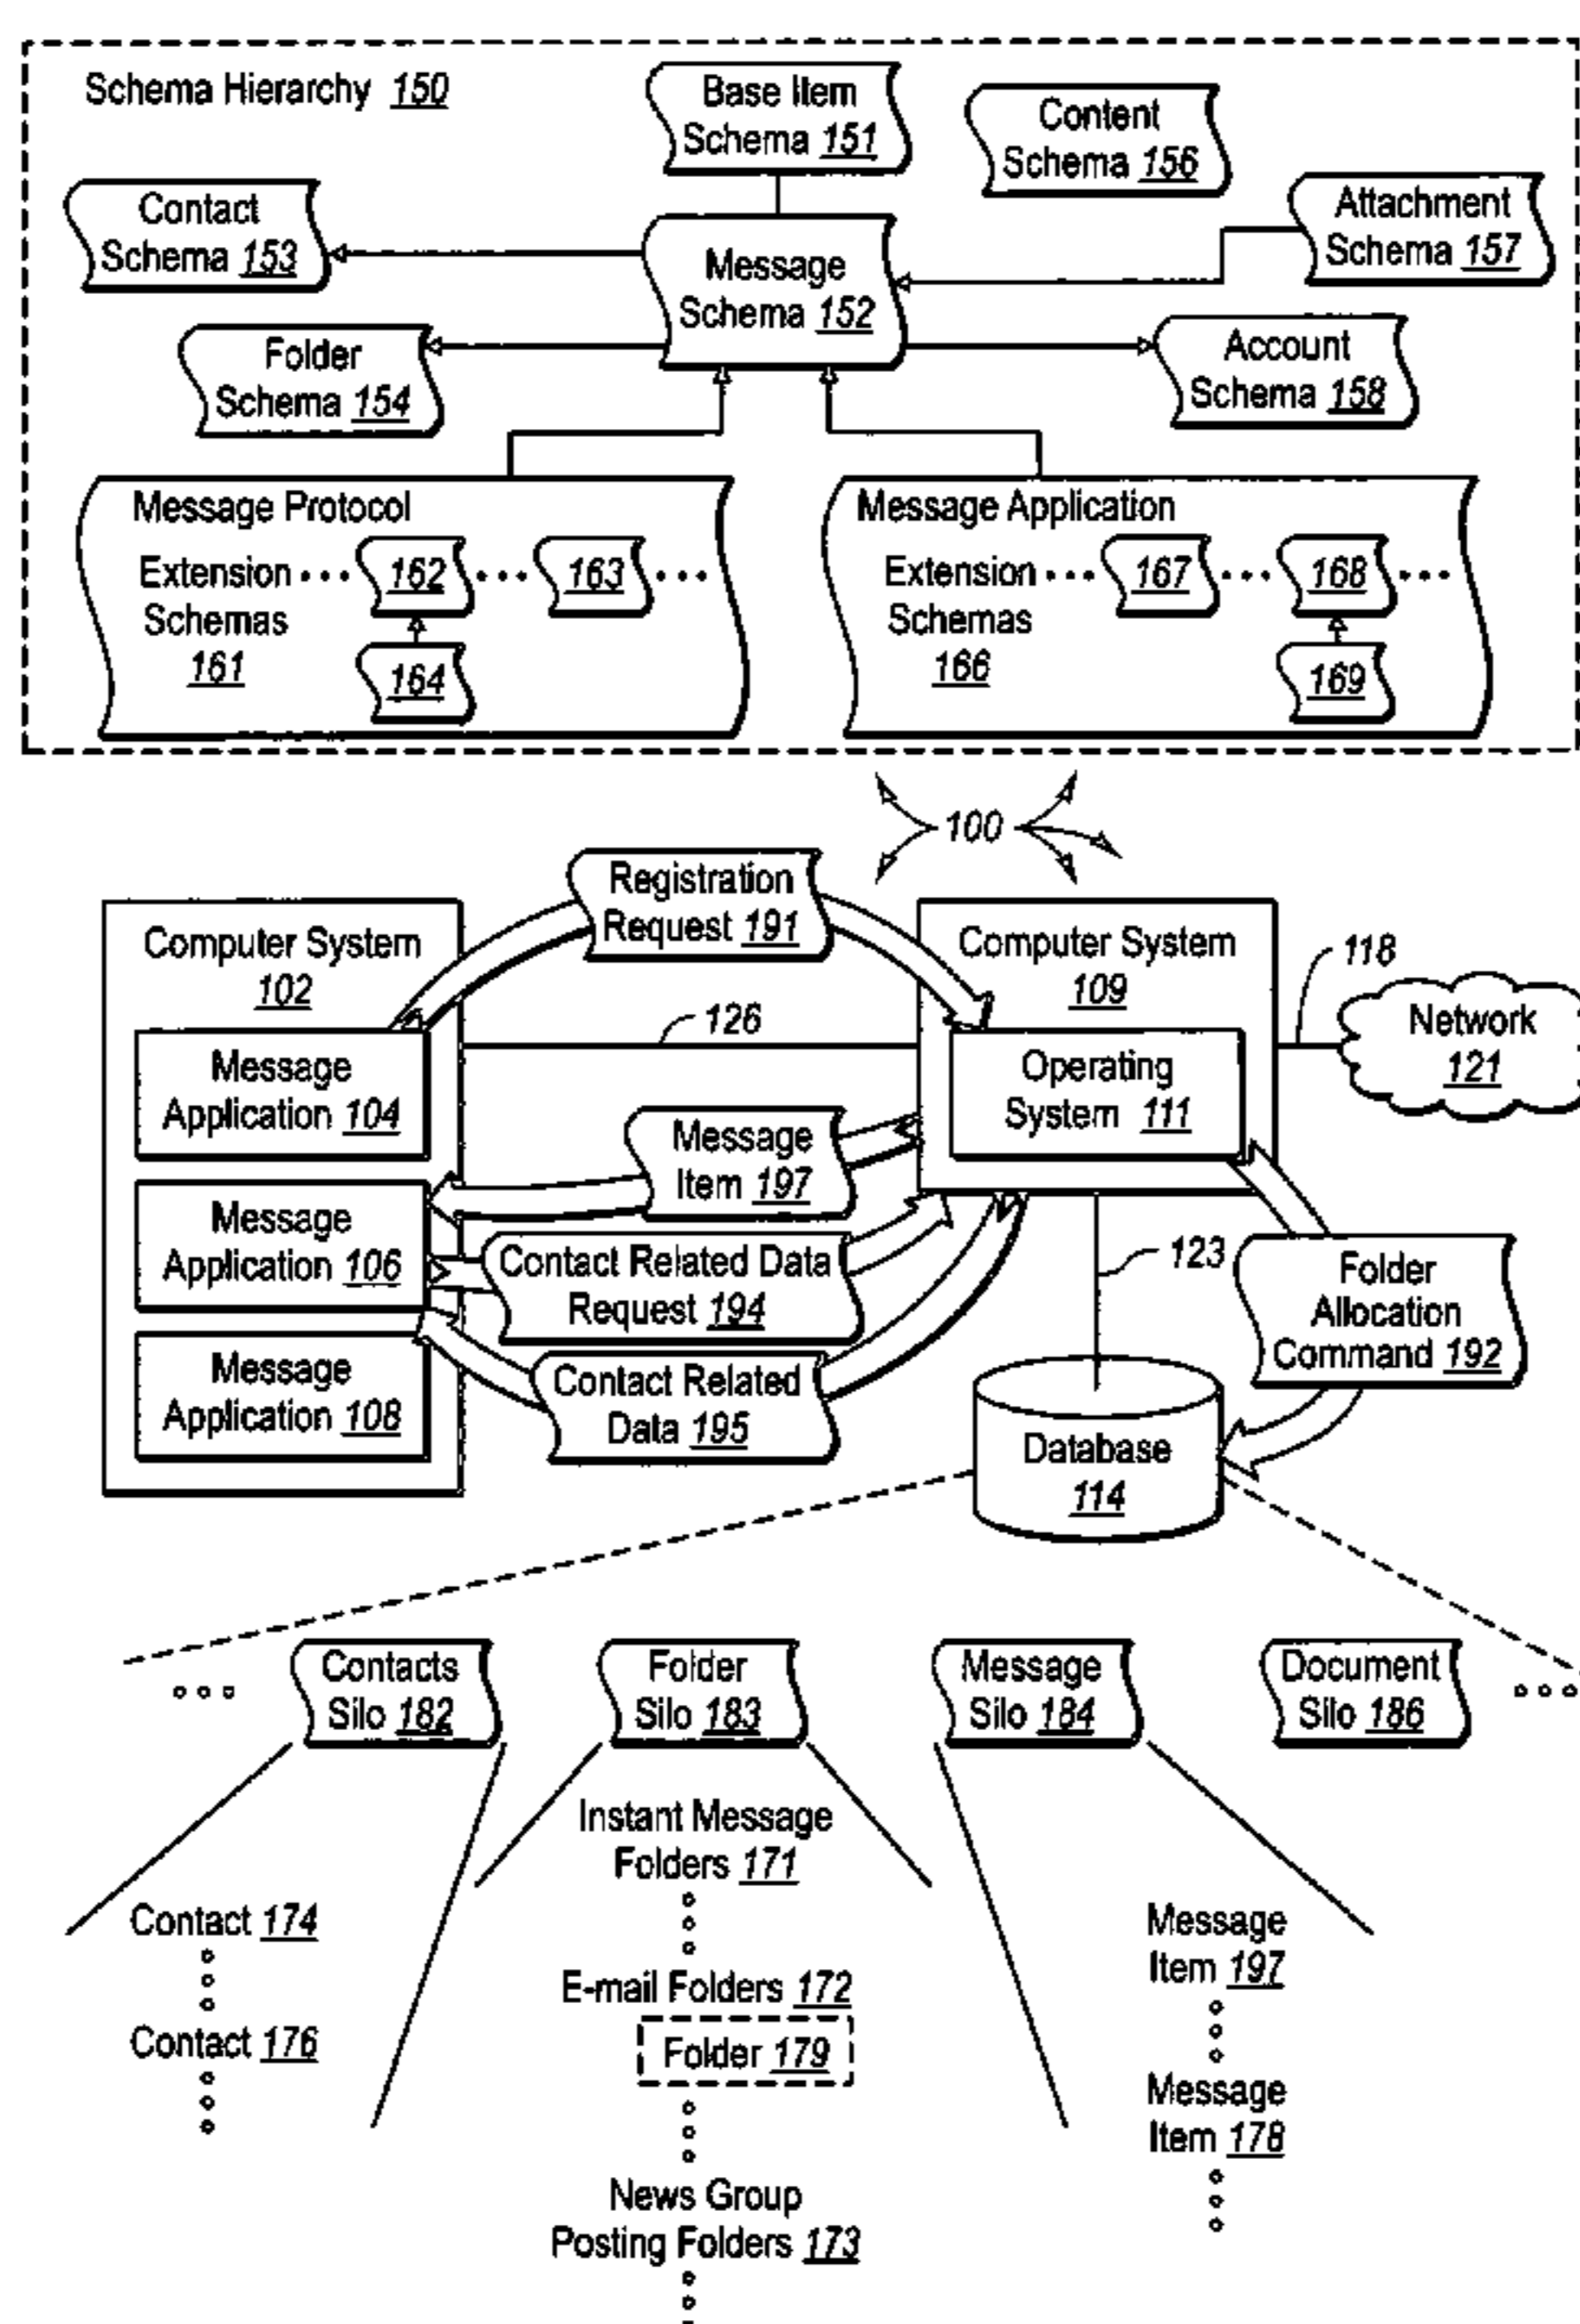 Schema Hierarchy 150
Base Item
Schema 151
Content
Schema 156
Contact
Schema 153
Attachment
Schema 157
Message
Schema 152
Folder
Schema 154
Account
Schema 158
Message Protocol
Extension
Schemas
161
162
163
164
Message Application
Extension
Schemas
166
167
168
169
100
Registration
Request 191
Computer System
102
Computer System
109
118
Network
121
126
Message
Application 104
Operating
System 111
Message
Item 197
Message
Application 106
Contact Related Data
Request 194
123
Folder
Allocation
Command 192
Message
Application 108
Contact Related
Data 195
Database
114
Contacts
Silo 182
Folder
Silo 183
Message
Silo 184
Document
Silo 186
Instant Message
Folders 171
Contact 174
Contact 176
E-mail Folders 172
Folder 179
News Group
Posting Folders 173
Message
Item 197
Message
Item 178